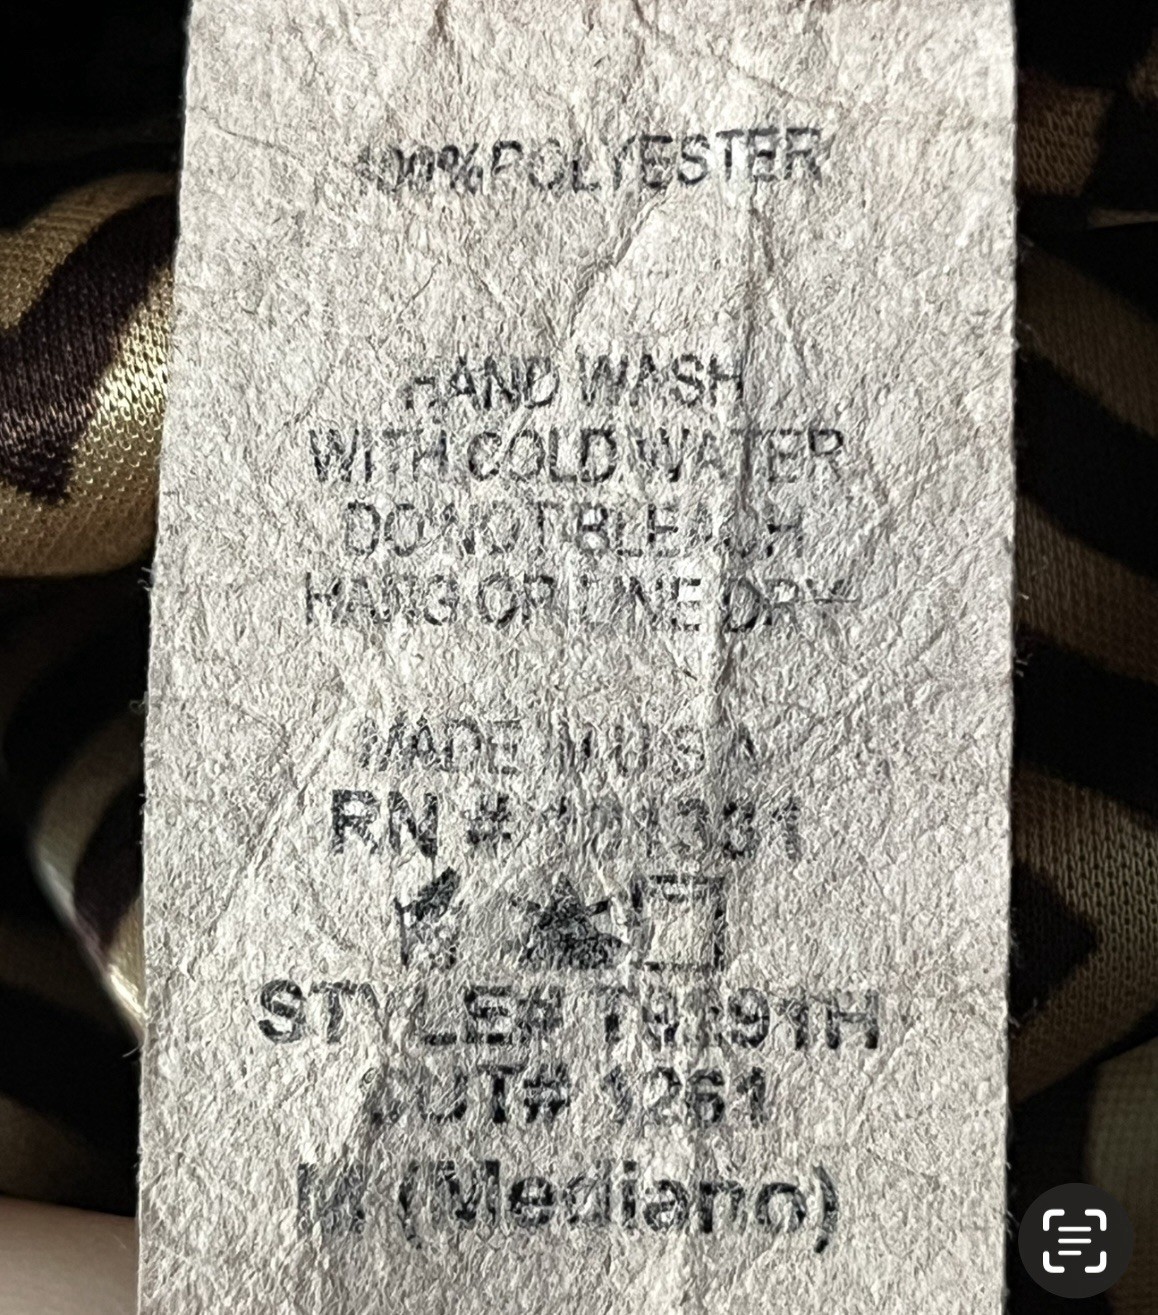 100%POLYESTER
HAND WASH
WITH COLD WATER
DO NOT BLEACH
HANG OR LINE DRY
MADE IN U S A
RN #
STYLE#
CUT# 1261
M (Mediano)